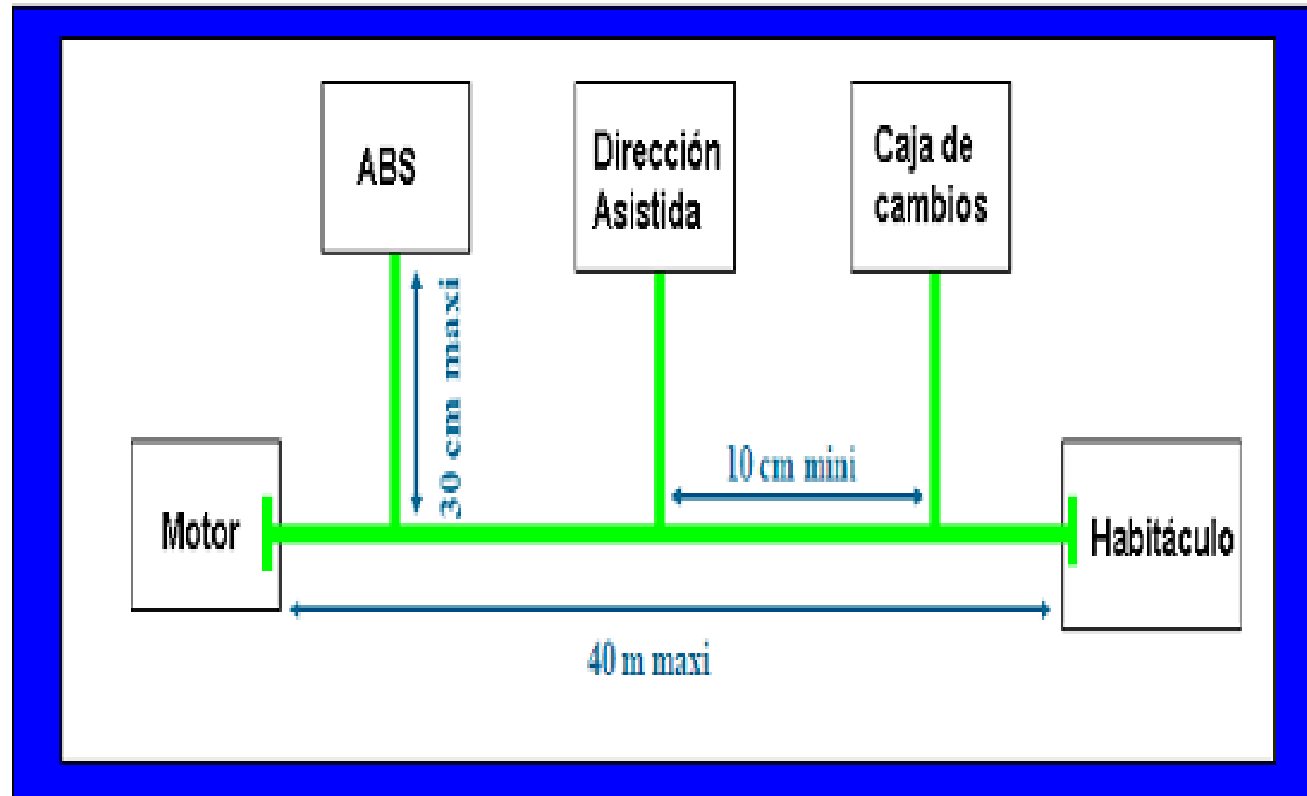 ABS
Dirección
Asistida
Caja de
cambios
30 cm maxi
10 cm mini
Motor
Habitáculo
40 m maxi